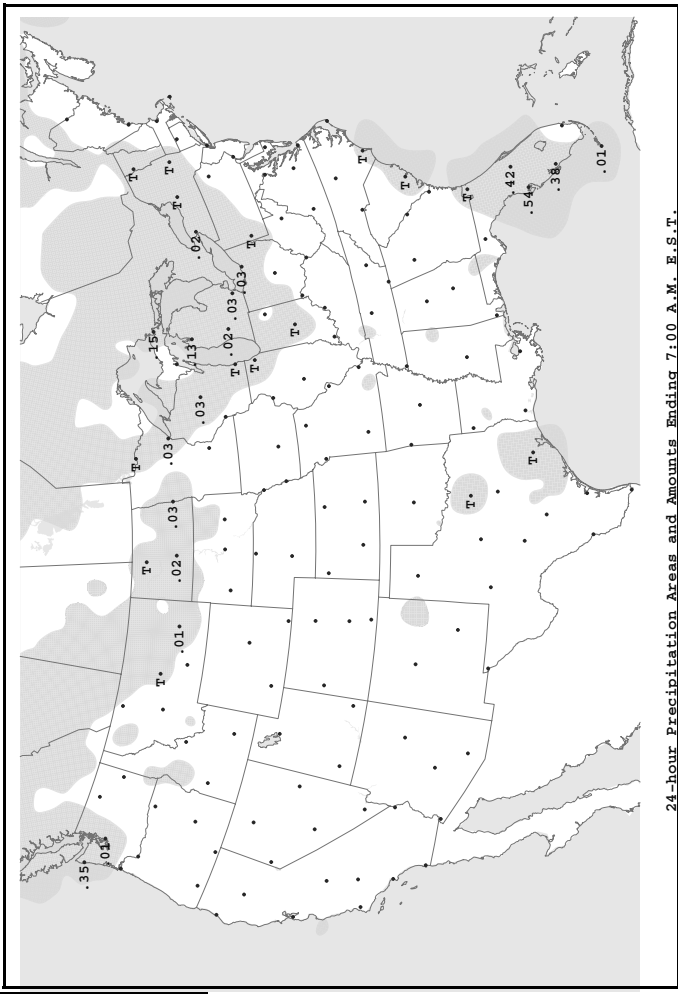 .35
.01
T
T
T
.15
T
.03
T
.03
.02
T
.01
.13
.02
.03
.02
.03
T
.03
T
T
T
T
T
T
T
.42
.54
T
.38
.01
24-hour Precipitation Areas and Amounts Ending 7:00 A.M. E.S.T.